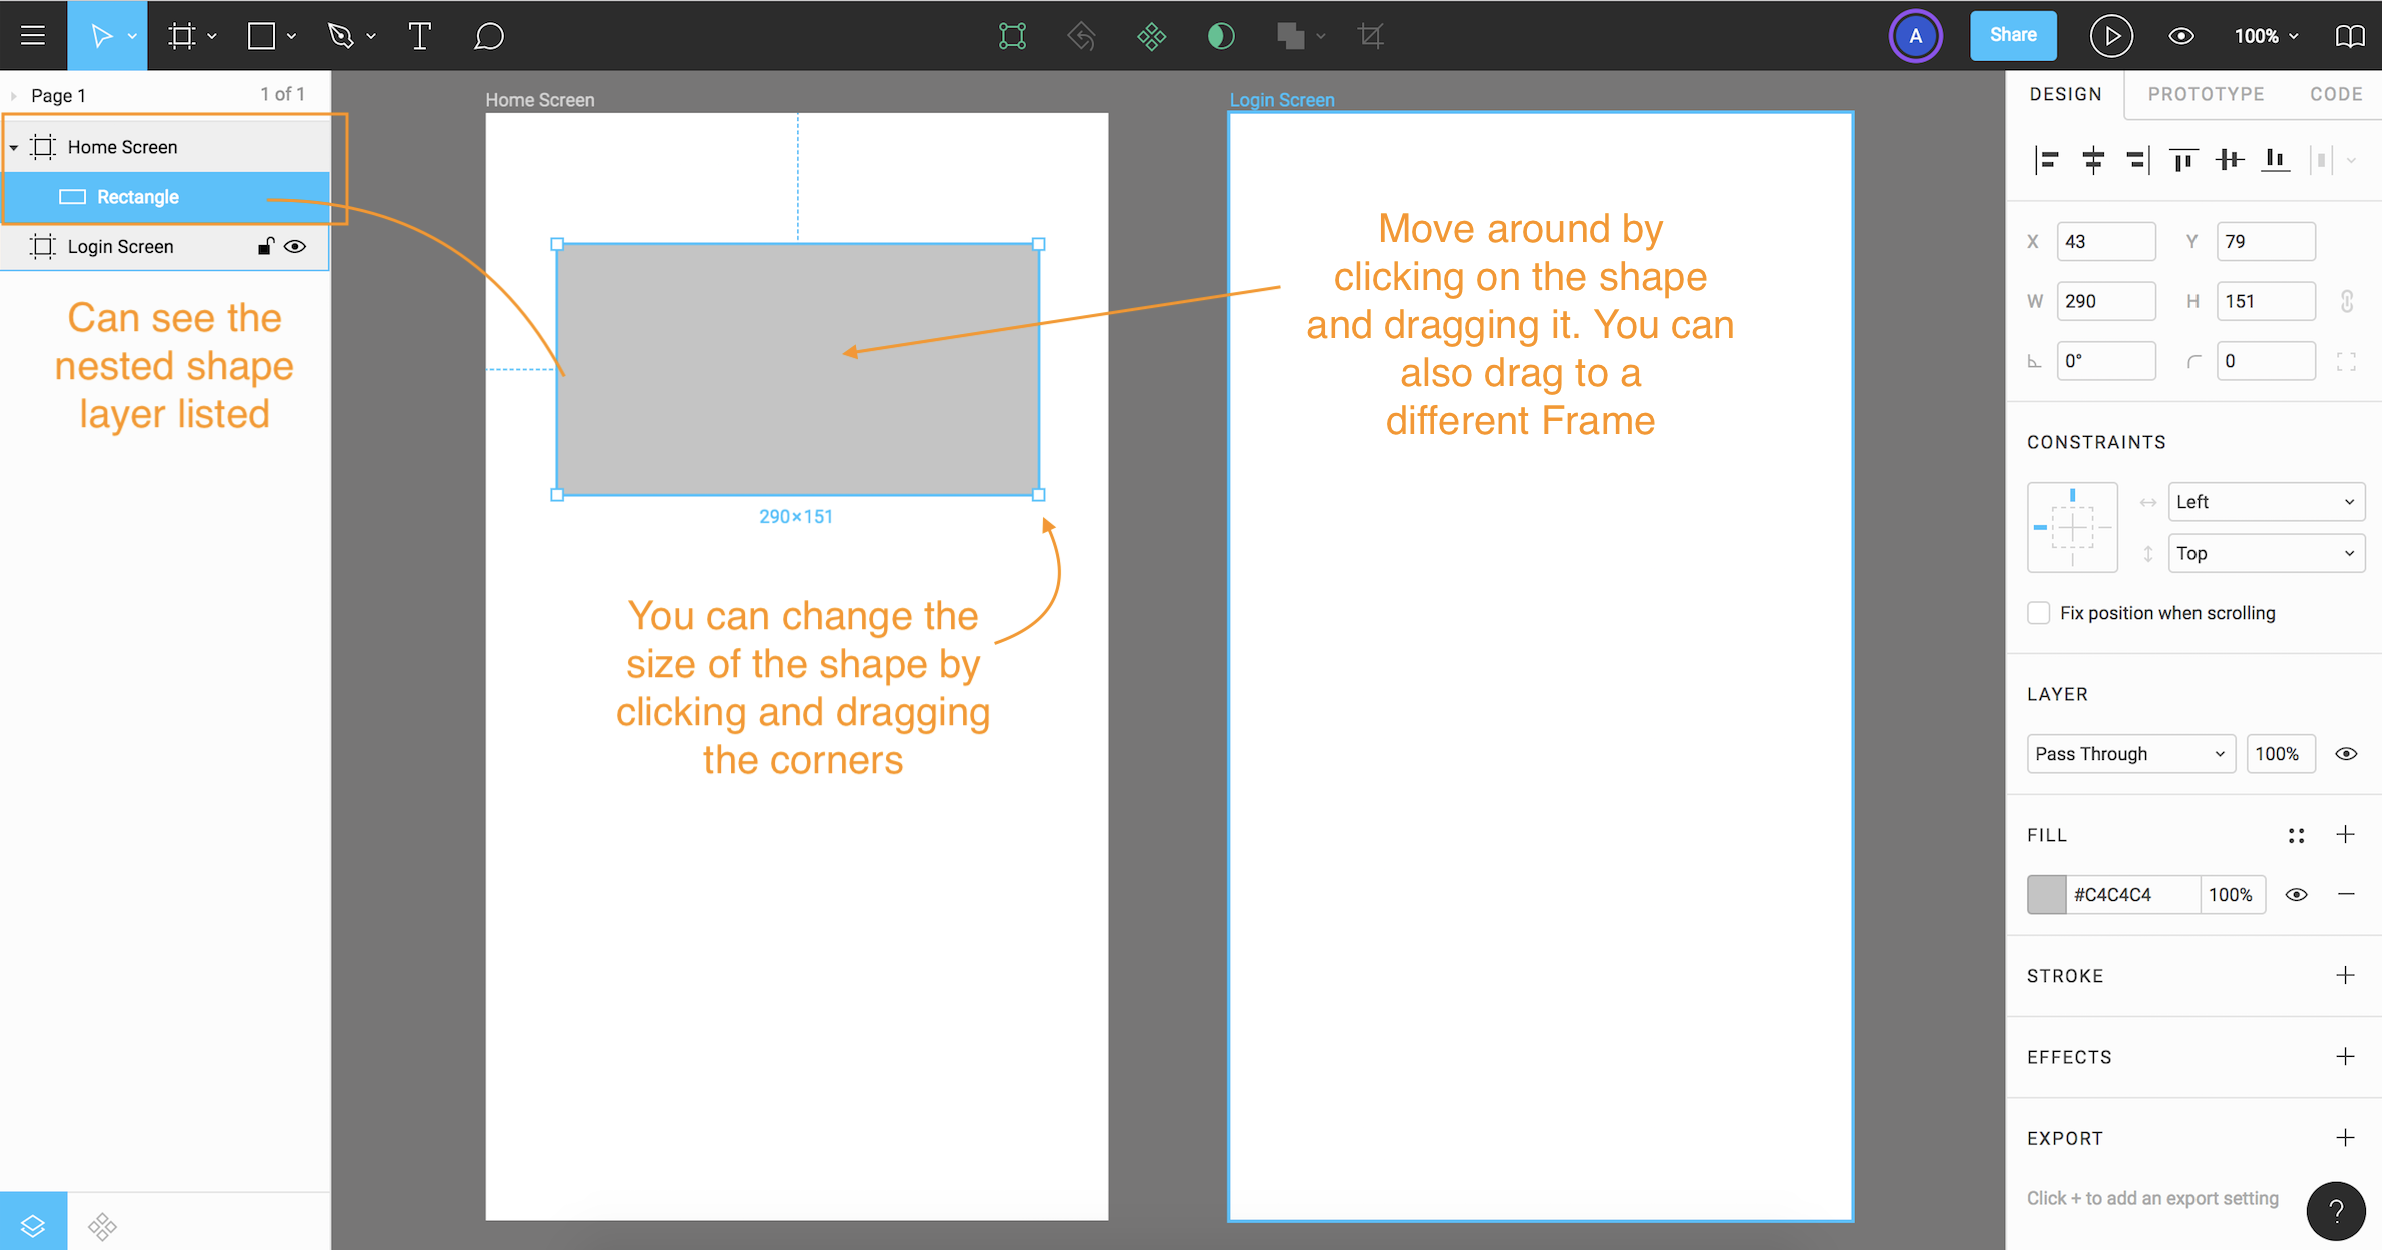 A
Share
100%
Page 1
1 of 1
Home Screen
Rectangle
Login Screen
Can see the
nested shape
layer listed
Home Screen
290×151
You can change the
size of the shape by
clicking and dragging
the corners
Login Screen
Move around by
clicking on the shape
and dragging it. You can
also drag to a
different Frame
DESIGN
PROTOTYPE
CODE
X 43 Y 79
W 290 H 151
0° 0
CONSTRAINTS
Left
Top
Fix position when scrolling
LAYER
Pass Through 100%
FILL
#C4C4C4 100%
STROKE
EFFECTS
EXPORT
Click + to add an export setting
?